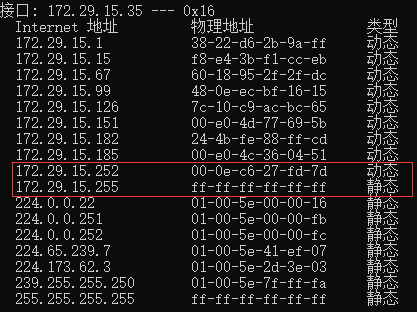 接口: 172.29.15.35 --- 0x16
Internet 地址 物理地址 类型
172.29.15.1 38-22-d6-2b-9a-ff 动态
172.29.15.15 f8-e4-3b-f1-cc-eb 动态
172.29.15.67 60-18-95-2f-2f-dc 动态
172.29.15.99 48-0e-ec-bf-16-15 动态
172.29.15.126 7c-10-c9-ac-bc-65 动态
172.29.15.151 00-e0-4d-77-69-5b 动态
172.29.15.182 24-4b-fe-88-ff-cd 动态
172.29.15.185 00-e0-4c-36-04-51 动态
172.29.15.252 00-0e-c6-27-fd-7d 动态
172.29.15.255 ff-ff-ff-ff-ff-ff 静态
224.0.0.22 01-00-5e-00-00-16 静态
224.0.0.251 01-00-5e-00-00-fb 静态
224.0.0.252 01-00-5e-00-00-fc 静态
224.65.239.7 01-00-5e-41-ef-07 静态
224.173.62.3 01-00-5e-2d-3e-03 静态
239.255.255.250 01-00-5e-7f-ff-fa 静态
255.255.255.255 ff-ff-ff-ff-ff-ff 静态